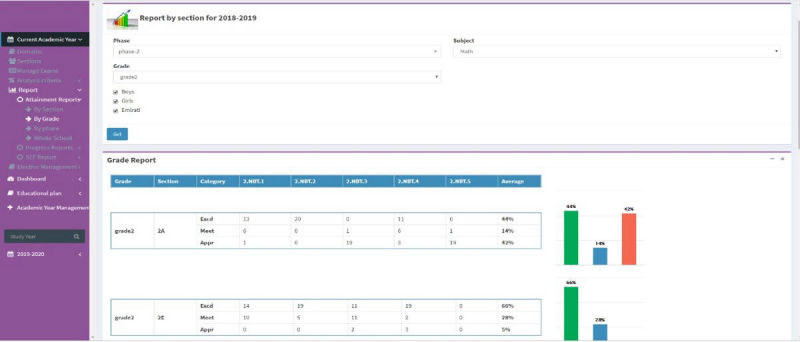 Current Academic Year
Domains
Sections
Manage Exams
Analysis criteria
Report
Attainment Report
By Section
By Grade
By phase
Whole School
Progress Reports
SEF Report
Elective Management
Dashboard
Educational plan
Academic Year Management
Study Year
2019-2020
Report by section for 2018-2019
Phase Subject
phase-2 Math
Grade
grade2
Boys
Girls
Emirati
Get
Grade Report
Grade Section Category 2.NBT.1 2.NBT.2 2.NBT.3 2.NBT.4 2.NBT.5 Average
Excd 13 20 0 11 0 44%
grade2 2A Meet 6 0 1 6 1 14%
Appr 1 0 19 3 19 42%
44% 14% 42%
Excd 14 19 11 19 0 66%
grade2 2E Meet 10 5 11 2 0 28%
Appr 0 0 2 3 0 5%
66% 28%